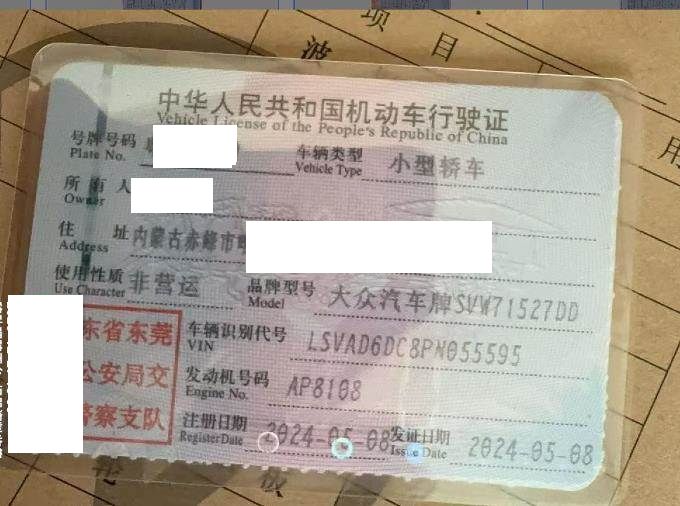 项目
波
用
中华人民共和国机动车行驶证
Vehicle License of the People's Republic of China
号牌号码
Plate No.
车辆类型 小型轿车
Vehicle Type
所有人
Owner
住址 内蒙古赤峰市
Address
使用性质 非营运
Use Character
品牌型号 大众汽车牌SVW71527DD
Model
东省东莞
公安局交
警察支队
车辆识别代号 LSVAD6DC8PN055595
VIN
发动机号码 AP8108
Engine No.
注册日期 2024-05-08
Register Date
发证日期 2024-05-08
Issue Date